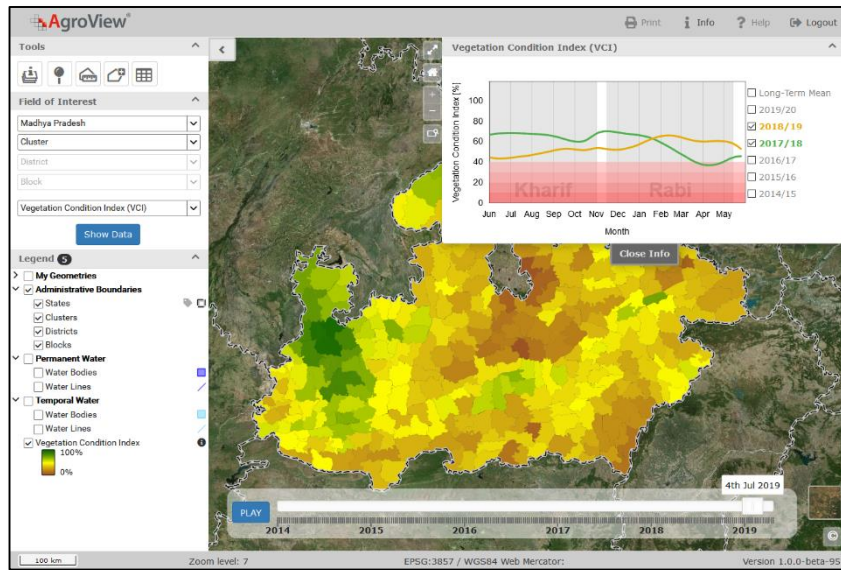 AgroView®
Print Info Help Logout
Tools
Field of Interest
Madhya Pradesh
Cluster
District
Block
Vegetation Condition Index (VCI)
Show Data
Legend 5
My Geometries
Administrative Boundaries
States
Clusters
Districts
Blocks
Permanent Water
Water Bodies
Water Lines
Temporal Water
Water Bodies
Water Lines
Vegetation Condition Index
100%
0%
Vegetation Condition Index (VCI)
Vegetation Condition Index [%]
100
80
60
40
20
0
Kharif Rabi
Jun Jul Aug Sep Oct Nov Dec Jan Feb Mar Apr May
Month
Long-Term Mean
2019/20
2018/19
2017/18
2016/17
2015/16
2014/15
Close Info
4th Jul 2019
PLAY
2014 2015 2016 2017 2018 2019
100 km Zoom level: 7 EPSG:3857 / WGS84 Web Mercator: Version 1.0.0-beta-95